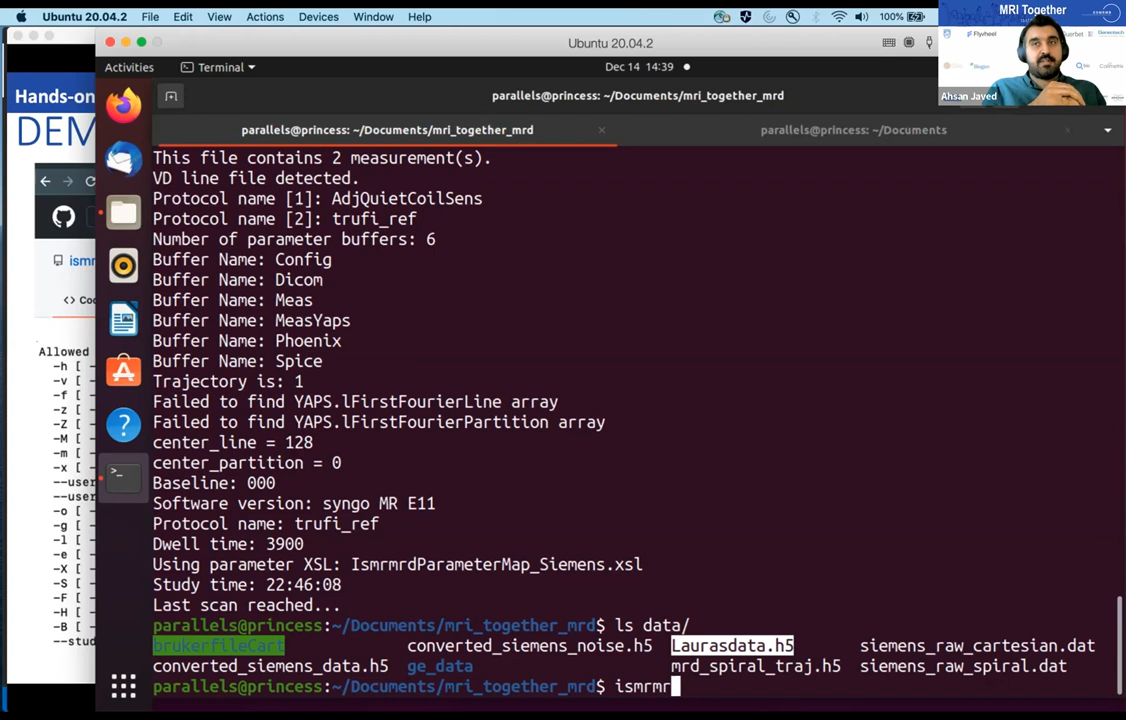 Ubuntu 20.04.2 File Edit View Actions Devices Window Help 100%
MRI Together
Flyheel
Ahsan Javed
Ubuntu 20.04.2
Activities Terminal Dec 14 14:39
parallels@princess: ~/Documents/mri_together_mrd
parallels@princess: ~/Documents/mri_together_mrd
parallels@princess: ~/Documents
Hands-on
DEM
ismr
<> Coo
Allowed
-h [
-v [
-f [
-z [
-Z [
-M [
-m [
-x [
--user
--user
-o [
-g [
-l [
-e [
-X [
-S [
-F [
-H [
-B [
--stud
This file contains 2 measurement(s).
VD line file detected.
Protocol name [1]: AdjQuietCoilSens
Protocol name [2]: trufi_ref
Number of parameter buffers: 6
Buffer Name: Config
Buffer Name: Dicom
Buffer Name: Meas
Buffer Name: MeasYaps
Buffer Name: Phoenix
Buffer Name: Spice
Trajectory is: 1
Failed to find YAPS.lFirstFourierLine array
Failed to find YAPS.lFirstFourierPartition array
center_line = 128
center_partition = 0
Baseline: 000
Software version: syngo MR E11
Protocol name: trufi_ref
Dwell time: 3900
Using parameter XSL: IsmrmrdParameterMap_Siemens.xsl
Study time: 22:46:08
Last scan reached...
parallels@princess:~/Documents/mri_together_mrd$ ls data/
brukerfileCart converted_siemens_noise.h5 Laurasdata.h5 siemens_raw_cartesian.dat
converted_siemens_data.h5 ge_data mrd_spiral_traj.h5 siemens_raw_spiral.dat
parallels@princess:~/Documents/mri_together_mrd$ ismrmr